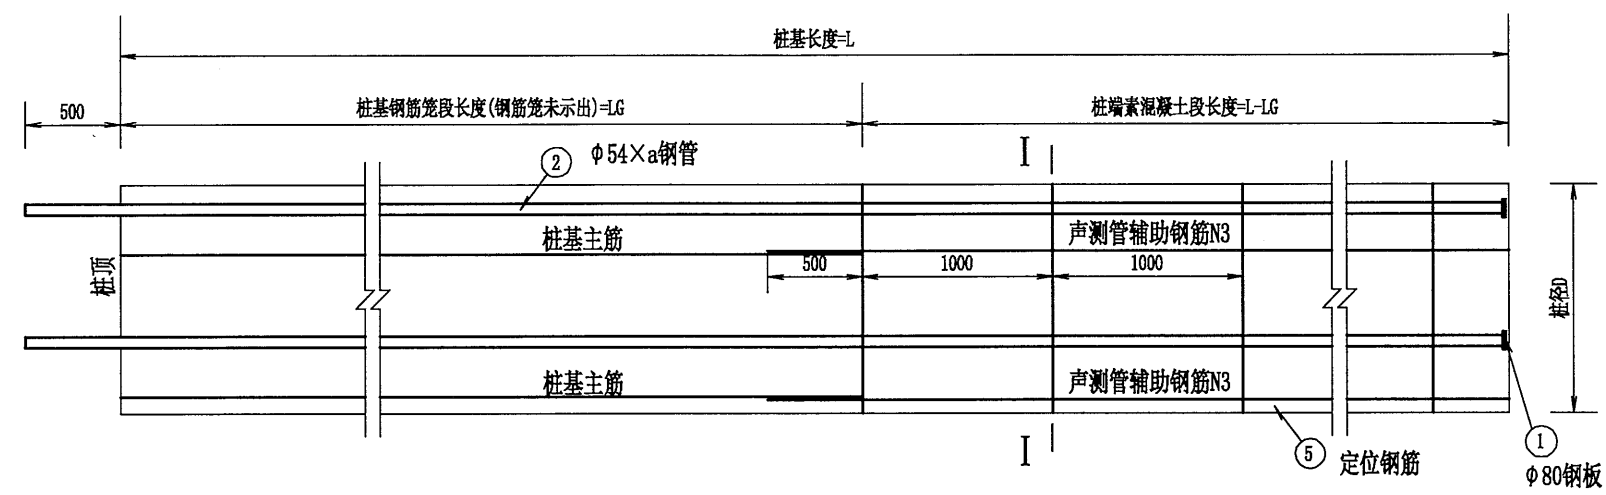 桩基长度=L
500
桩基钢筋笼段长度(钢筋笼未示出)=LG
桩端素混凝土段长度=L-LG
I
② φ54×a钢管
桩基主筋
声测管辅助钢筋N3
500
1000
1000
桩顶
桩径D
桩基主筋
声测管辅助钢筋N3
I
⑤ 定位钢筋
①
φ80钢板